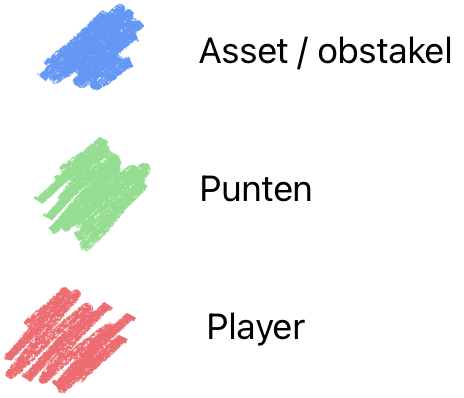 Asset / obstakel
Punten
Player